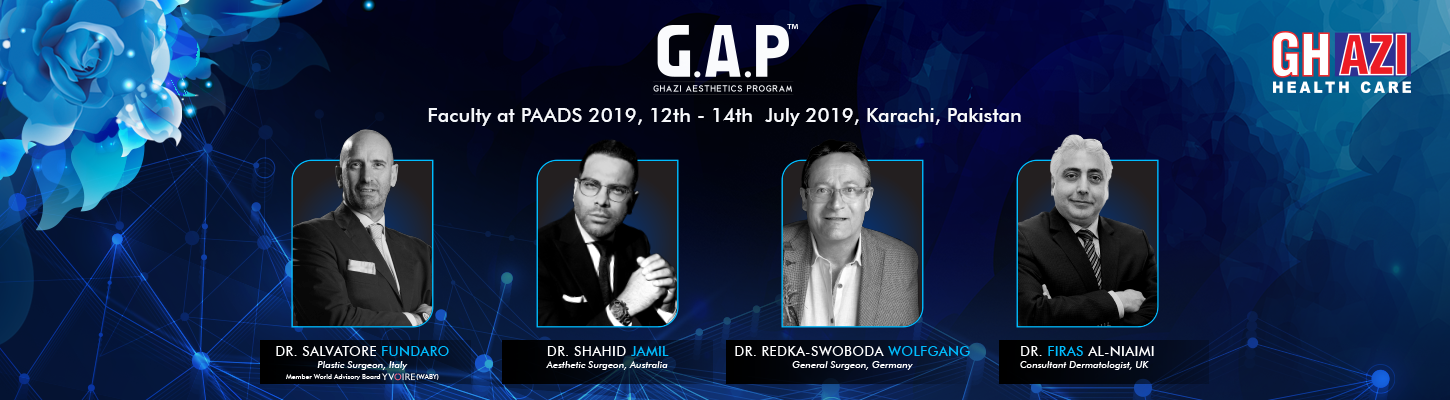 G.A.P™
GHAZI AESTHETICS PROGRAM
GHAZI
HEALTH CARE
Faculty at PAADS 2019, 12th - 14th July 2019, Karachi, Pakistan
DR. SALVATORE FUNDARO
Plastic Surgeon, Italy
Member World Advisory Board YVOIRE (WABY)
DR. SHAHID JAMIL
Aesthetic Surgeon, Australia
DR. REDKA-SWOBODA WOLFGANG
General Surgeon, Germany
DR. FIRAS AL-NIAIMI
Consultant Dermatologist, UK